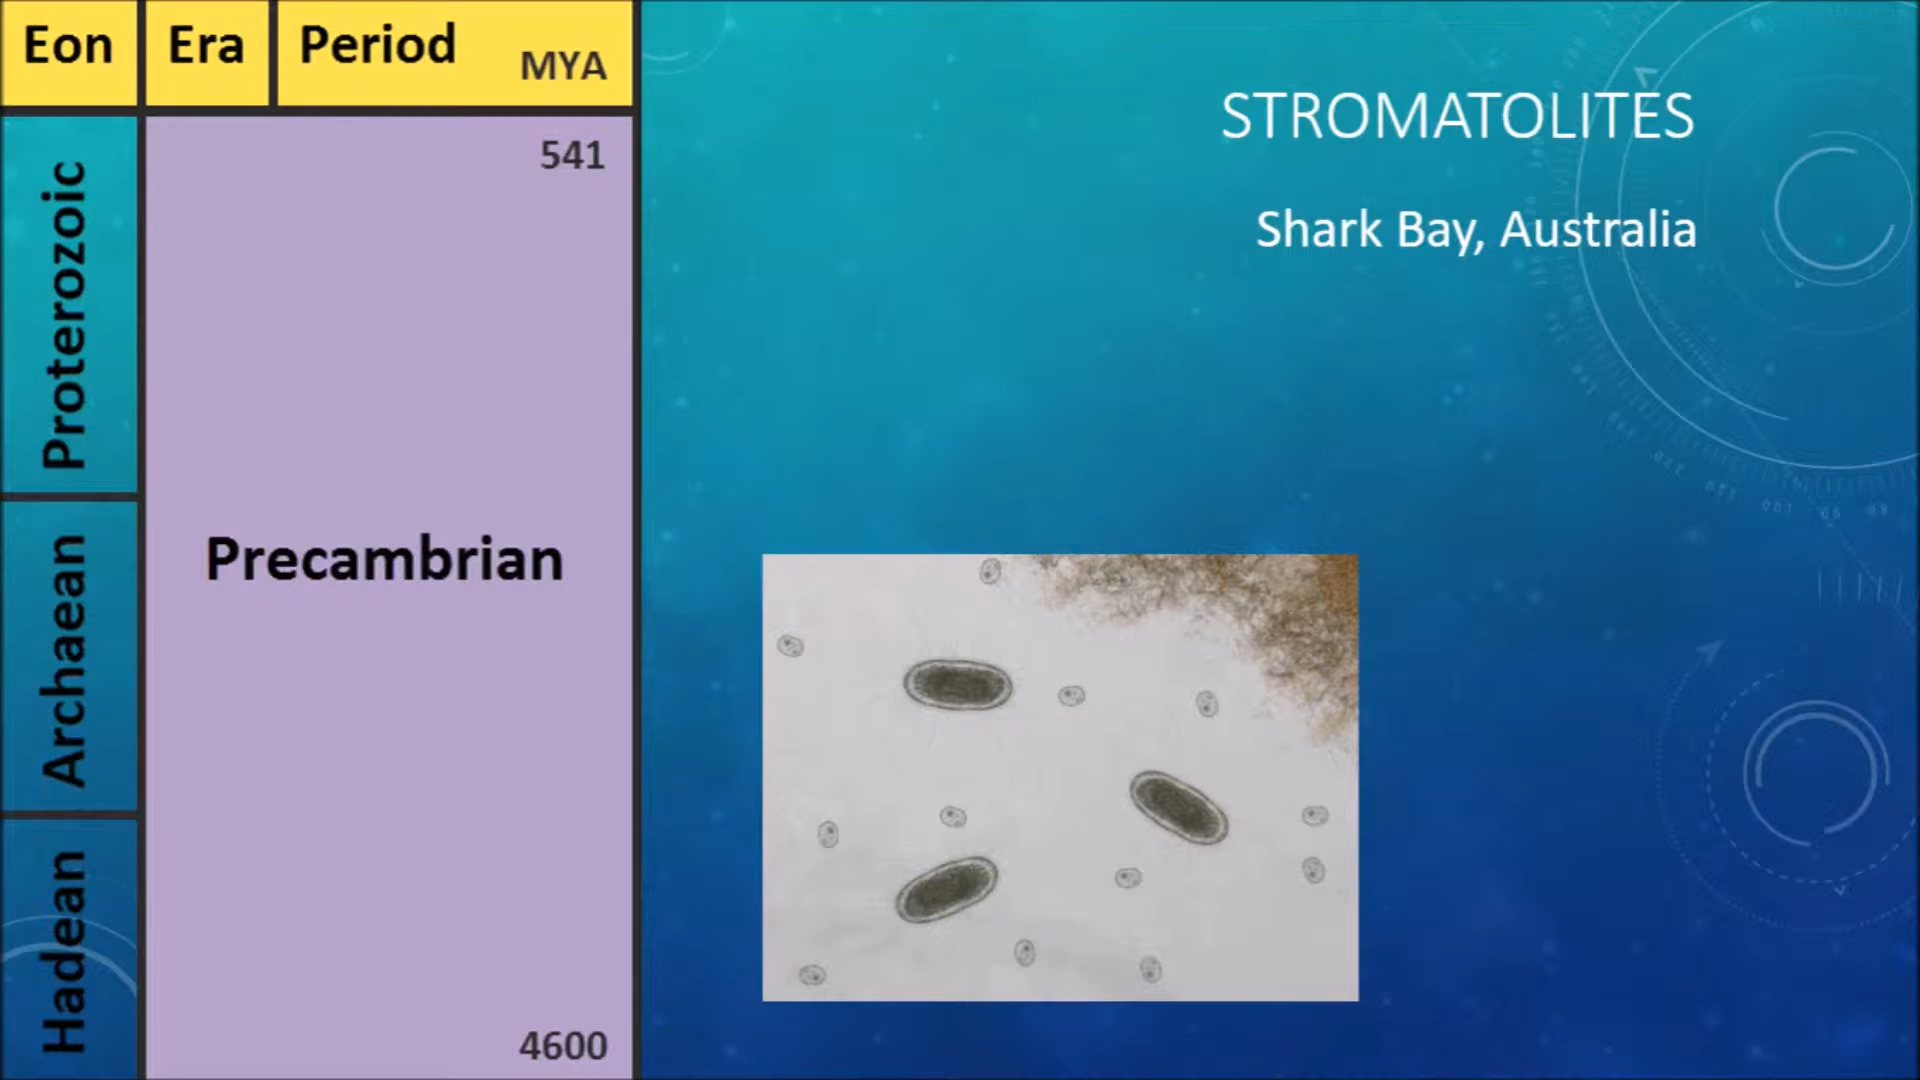 Eon
Era
Period
MYA
541
Proterozoic
Archaean
Hadean
Precambrian
4600
STROMATOLITES
Shark Bay, Australia